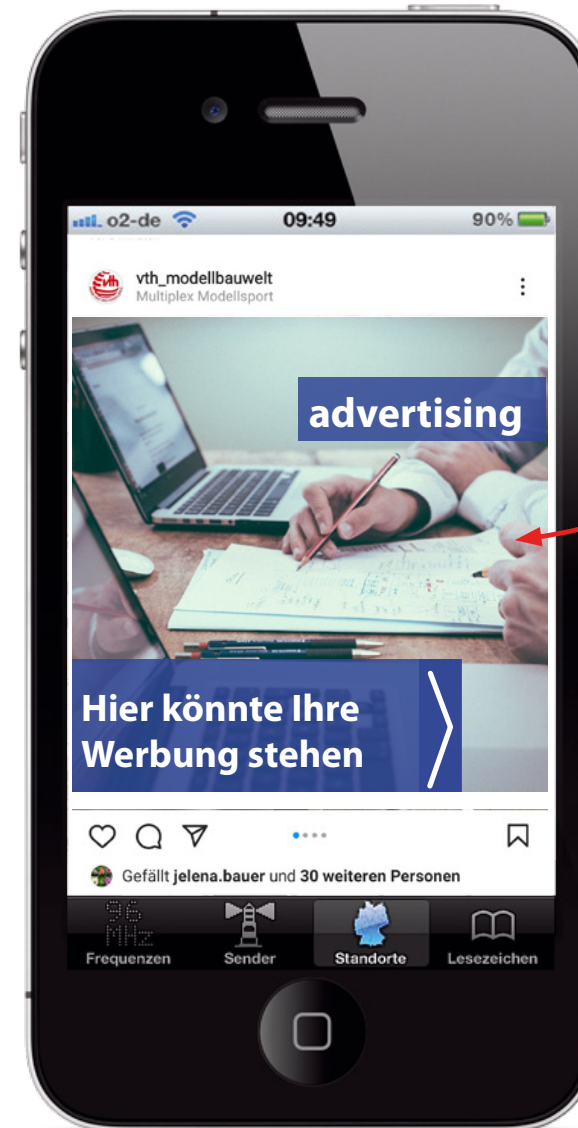 o2-de 09:49 90%
vth
vth_modellbauwelt
Multiplex Modellsport
advertising
Hier könnte Ihre
Werbung stehen
Gefällt jelena.bauer und 30 weiteren Personen
96
MHz
Frequenzen Sender Standorte Lesezeichen